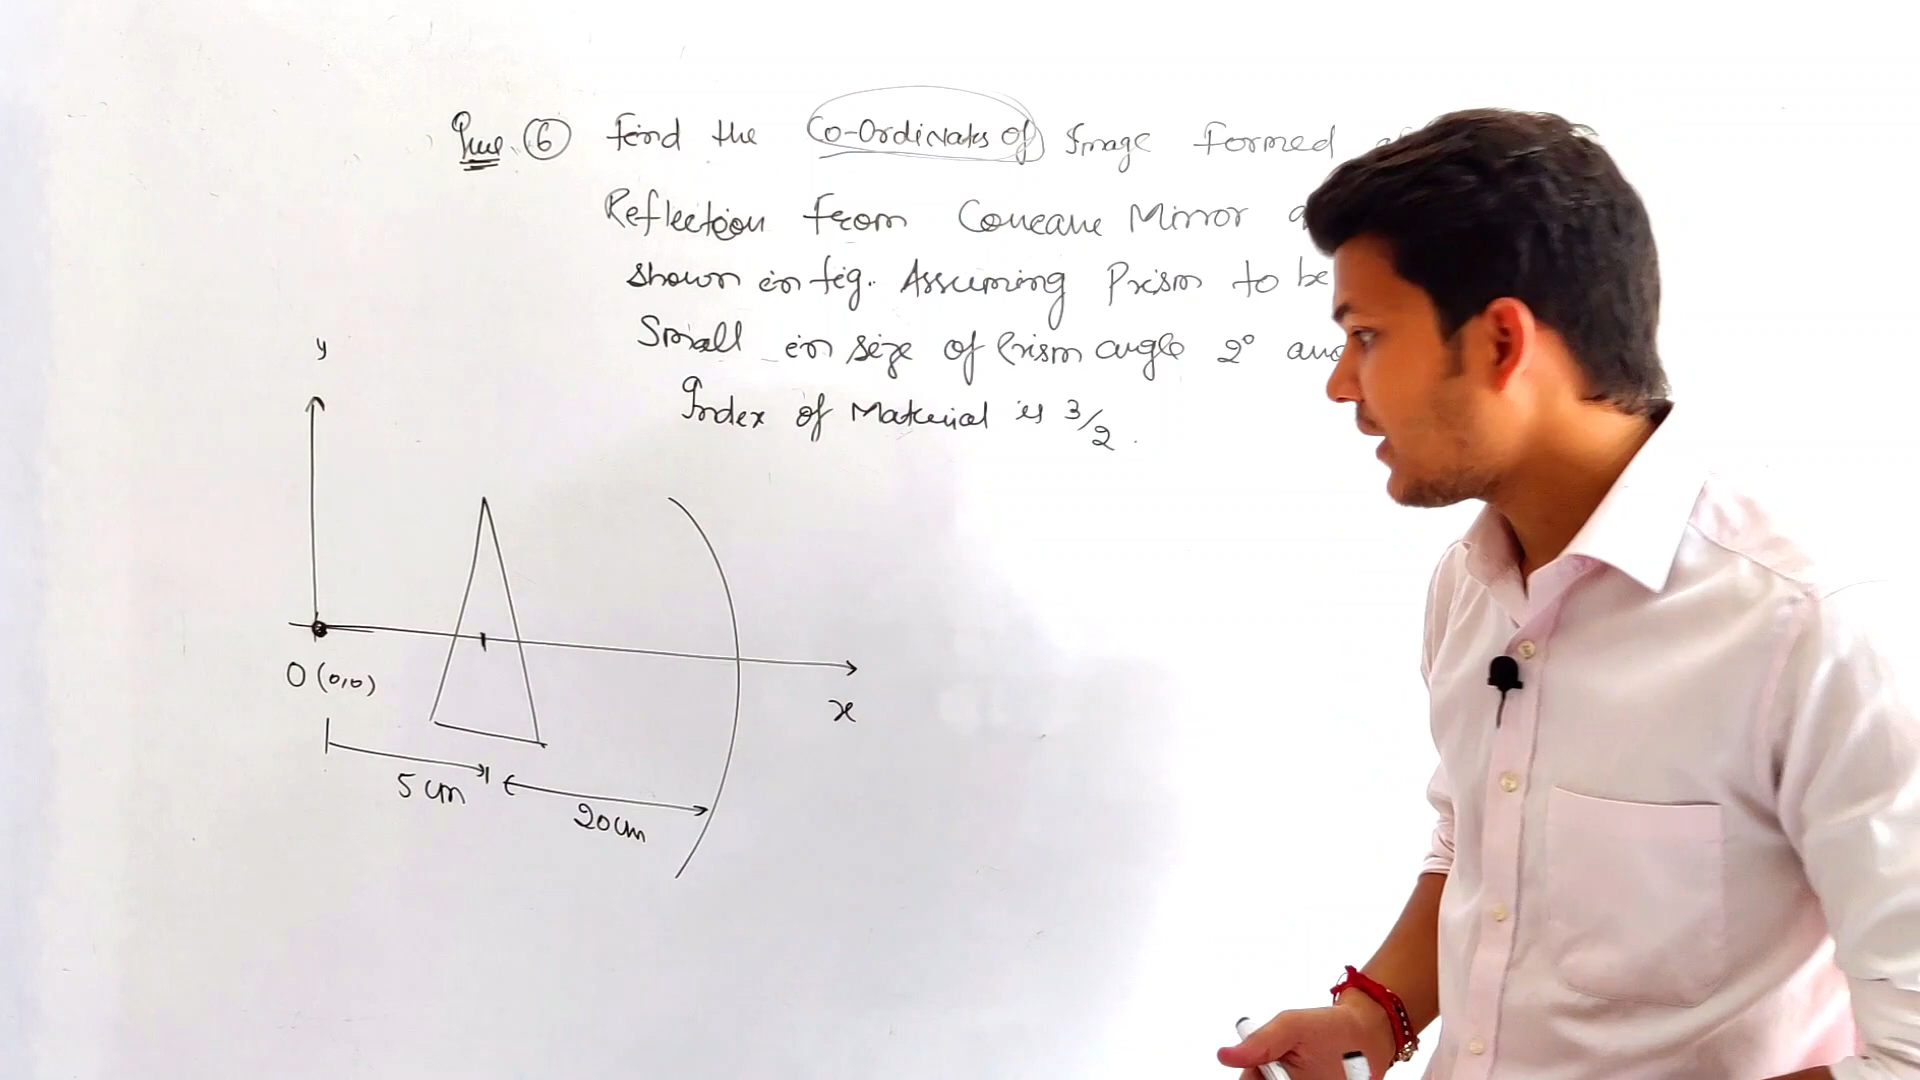 Que. 6 Find the Co-Ordinates of Image Formed
Reflection From Concave Mirror
shown in fig. Assuming Prism to be
Small in size of Prism angle 2° and
Index of Material is 3/2.
y
O (0,0)
x
5 cm
20 cm